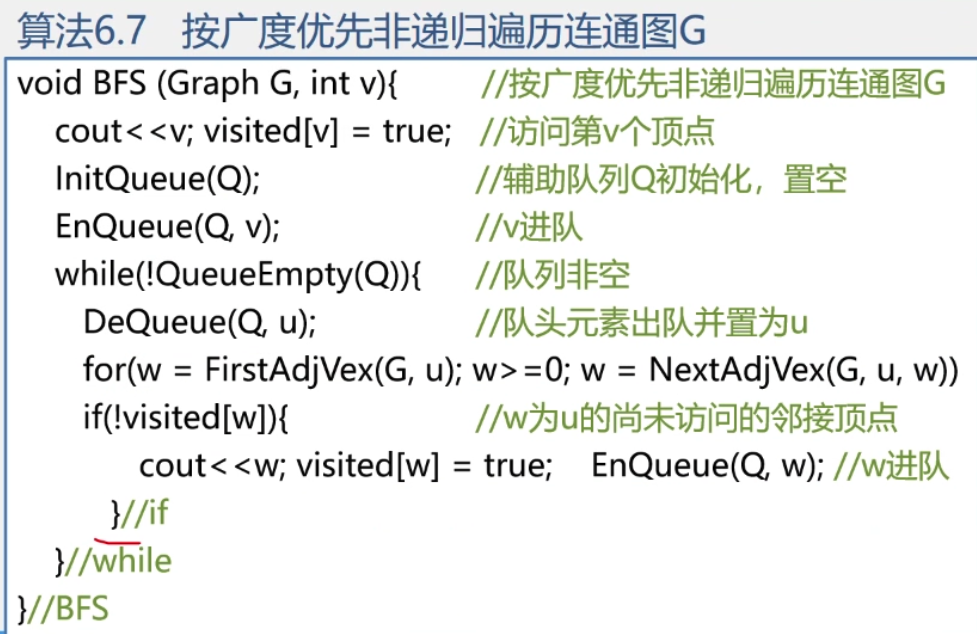 算法6.7 按广度优先非递归遍历连通图G
void BFS (Graph G, int v){ //按广度优先非递归遍历连通图G
cout<<v; visited[v] = true; //访问第v个顶点
InitQueue(Q); //辅助队列Q初始化，置空
EnQueue(Q, v); //v进队
while(!QueueEmpty(Q)){ //队列非空
DeQueue(Q, u); //队头元素出队并置为u
for(w = FirstAdjVex(G, u); w>=0; w = NextAdjVex(G, u, w))
if(!visited[w]){ //w为u的尚未访问的邻接顶点
cout<<w; visited[w] = true; EnQueue(Q, w); //w进队
}//if
}//while
}//BFS